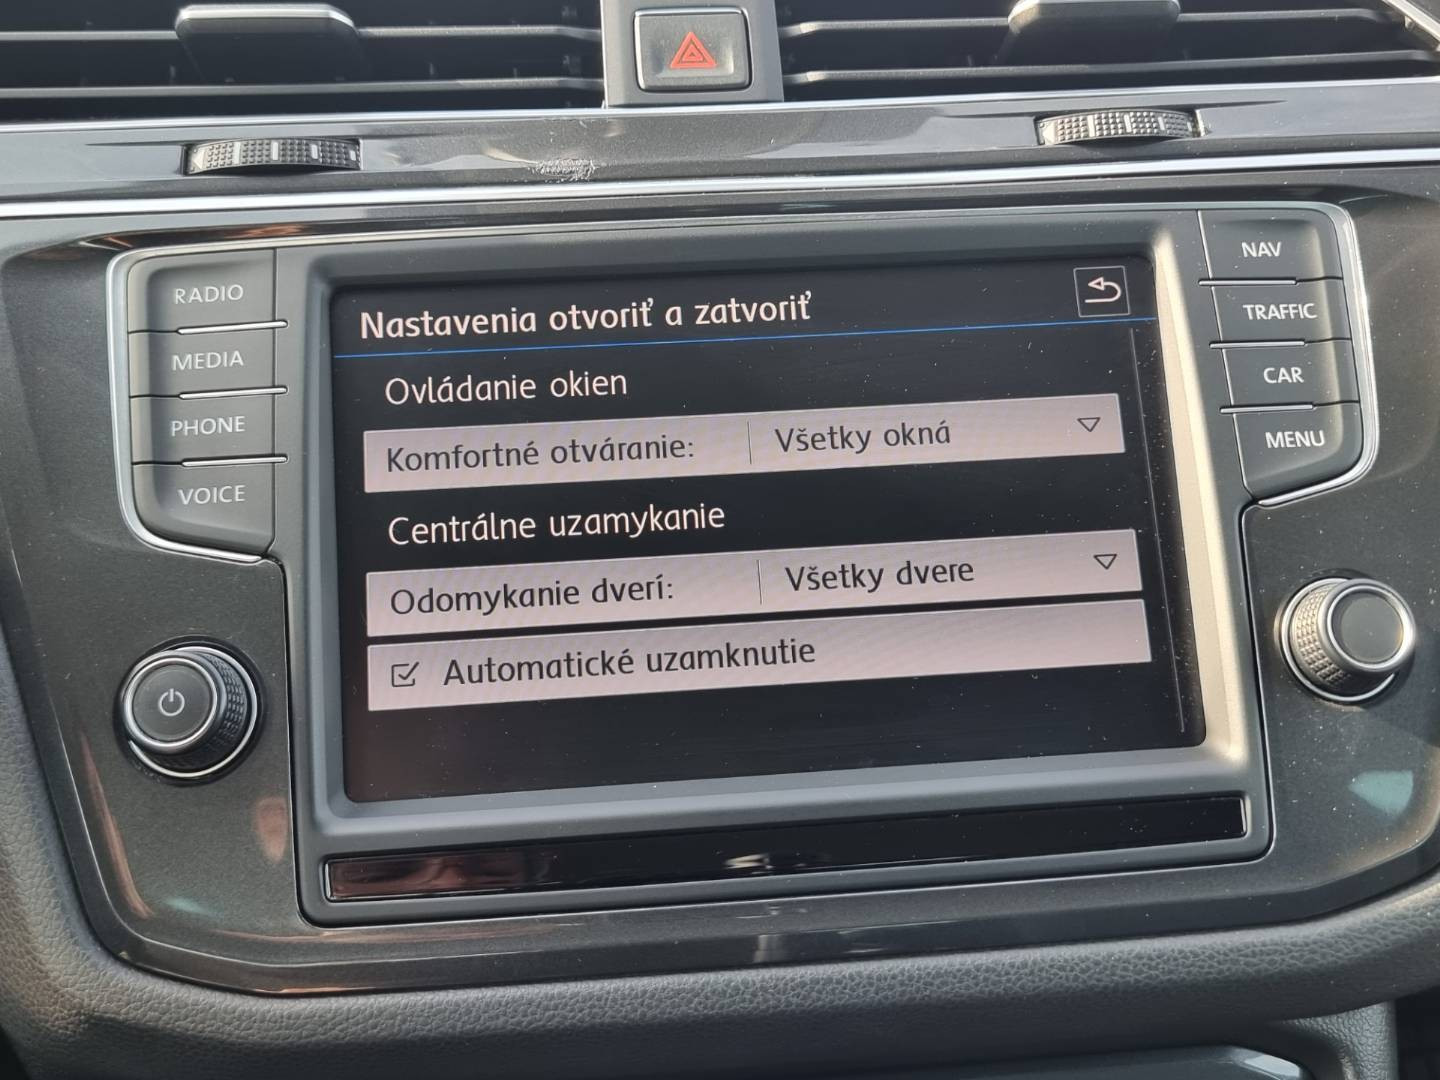 RADIO
MEDIA
PHONE
VOICE
Nastavenia otvoriť a zatvoriť
Ovládanie okien
Komfortné otváranie: Všetky okná
Centrálne uzamykanie
Odomykanie dverí: Všetky dvere
Automatické uzamknutie
NAV
TRAFFIC
CAR
MENU